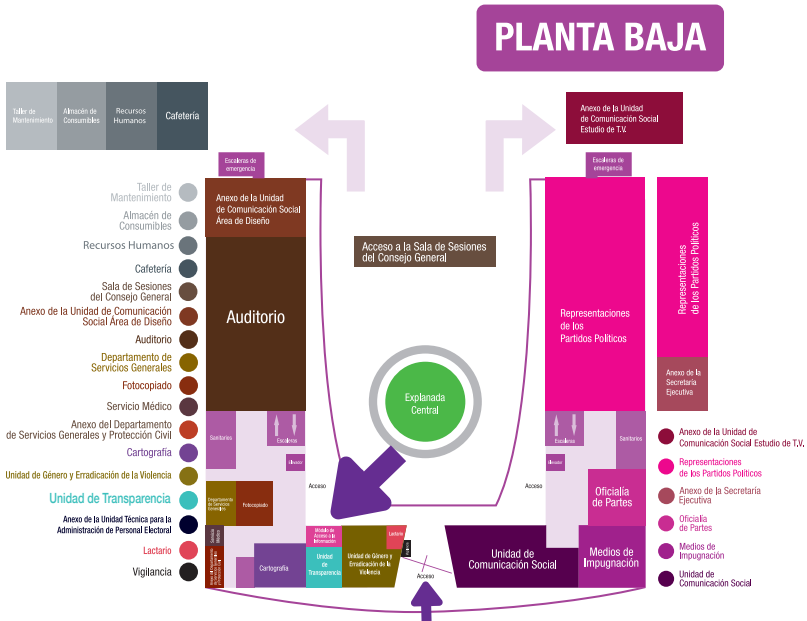 PLANTA BAJA
Taller de
Mantenimiento
Almacén de
Consumibles
Recursos
Humanos
Cafetería
Anexo de la Unidad
de Comunicación Social
Estudio de T.V.
Escaleras de
emergencia
Escaleras de
emergencia
Taller de
Mantenimiento
Almacén de
Consumibles
Recursos Humanos
Cafetería
Sala de Sesiones
del Consejo General
Anexo de la Unidad de Comunicación
Social Área de Diseño
Auditorio
Departamento de
Servicios Generales
Fotocopiado
Servicio Médico
Anexo del Departamento
de Servicios Generales y Protección Civil
Cartografía
Unidad de Género y Erradicación de la Violencia
Unidad de Transparencia
Anexo de la Unidad Técnica para la
Administración de Personal Electoral
Lactario
Vigilancia
Anexo de la Unidad
de Comunicación Social
Área de Diseño
Auditorio
Acceso a la Sala de Sesiones
del Consejo General
Explanada
Central
Representaciones
de los
Partidos Políticos
Representaciones
de los Partidos Políticos
Anexo de la
Secretaría
Ejecutiva
Sanitarios
Escaleras
Elevador
Acceso
Departamento
de Servicios
Generales
Fotocopiado
Servicio
Médico
Módulo de
Acceso a la
Información
Cartografía
Unidad
de
Transparencia
Unidad de Género y
Erradicación de la
Violencia
Lactario
Acceso
Escaleras
Sanitarios
Elevador
Acceso
Oficialía
de Partes
Unidad de
Comunicación Social
Medios de
Impugnación
Anexo de la Unidad de
Comunicación Social Estudio de T.V.
Representaciones
de los Partidos Políticos
Anexo de la Secretaria
Ejecutiva
Oficialía
de Partes
Medios de
Impugnación
Unidad de
Comunicación Social